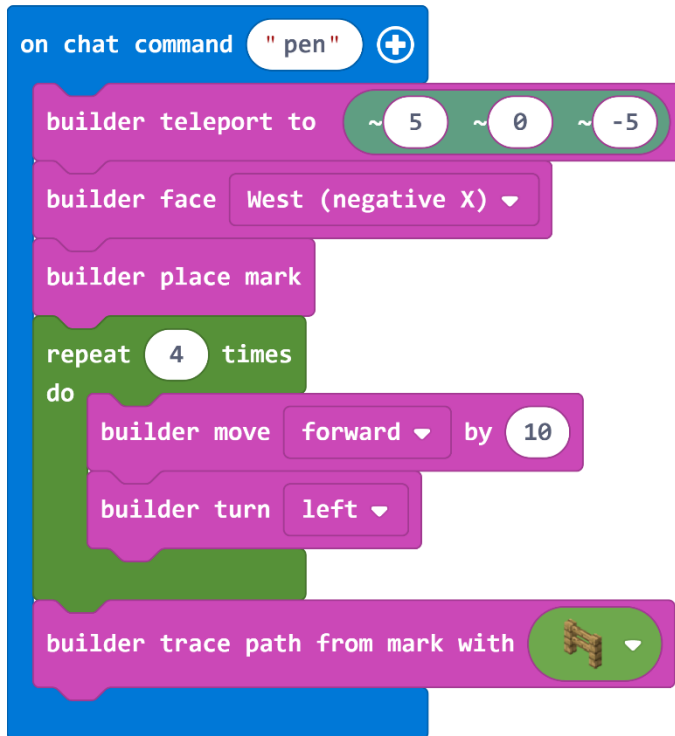 on chat command "pen"
builder teleport to ~5 ~0 ~-5
builder face West (negative X)
builder place mark
repeat 4 times
do
builder move forward by 10
builder turn left
builder trace path from mark with